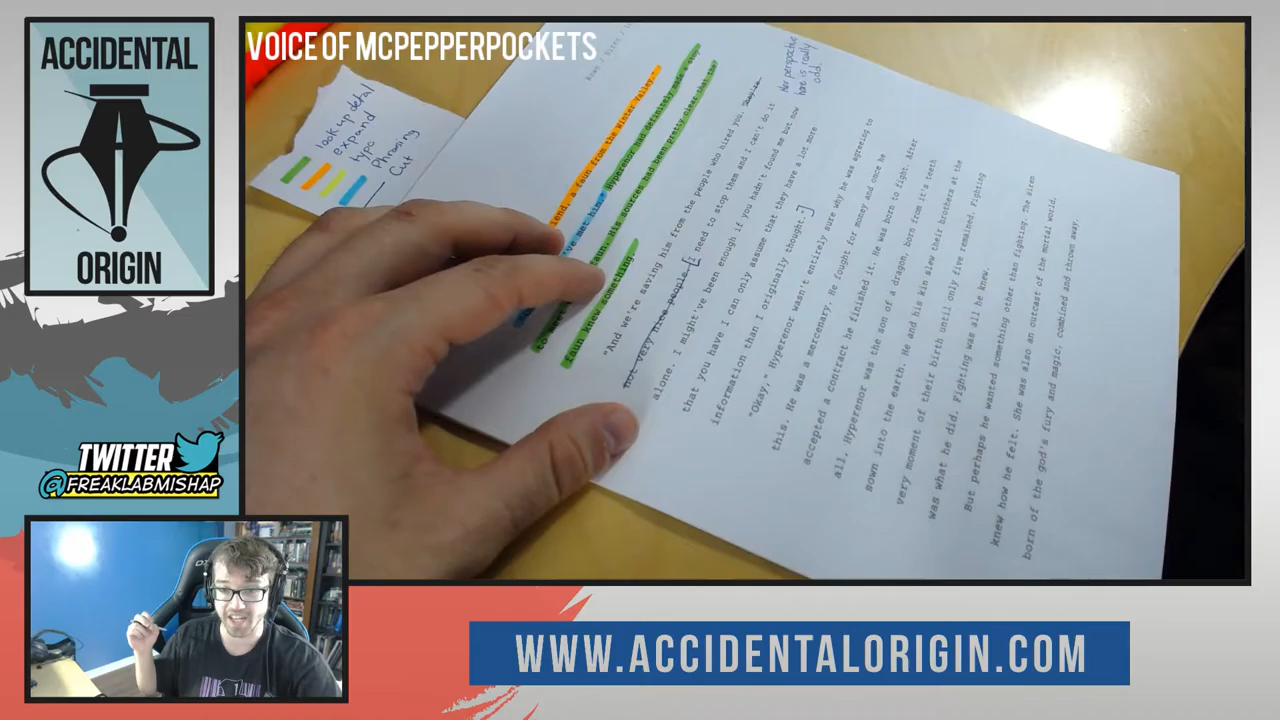 ACCIDENTAL
ORIGIN
VOICE OF MCPEPPERPOCKETS
look up detail
expand
typo
Phrasing
Cut
iend, a faun from the Winter Valley."
've met him." Hyperenor had definitely made a stop
faun. His sources had been pretty clear that the
faun knew something.
"And we're saving him from the people who hired you. They're
not very nice people. [I need to stop them and I can't do it
alone. I might've been enough if you hadn't found me but now
that you have I can only assume that they have a lot more
information than I originally thought."]
"Okay," Hyperenor wasn't entirely sure why he was agreeing to
this. He was a mercenary. He fought for money and once he
accepted a contract he finished it. He was born to fight. After
all, Hyperenor was the son of a dragon, born from it's teeth
sown into the earth. He and his kin slew their brothers at the
very moment of their birth until only five remained. Fighting
was what he did. Fighting was all he knew.
But perhaps he wanted something other than fighting. The siren
knew how he felt. She was also an outcast of the mortal world,
born of the god's fury and magic, combined and thrown away.
Her perspective
here is really
odd.
TWITTER
@FREAKLABMISHAP
WWW.ACCIDENTALORIGIN.COM